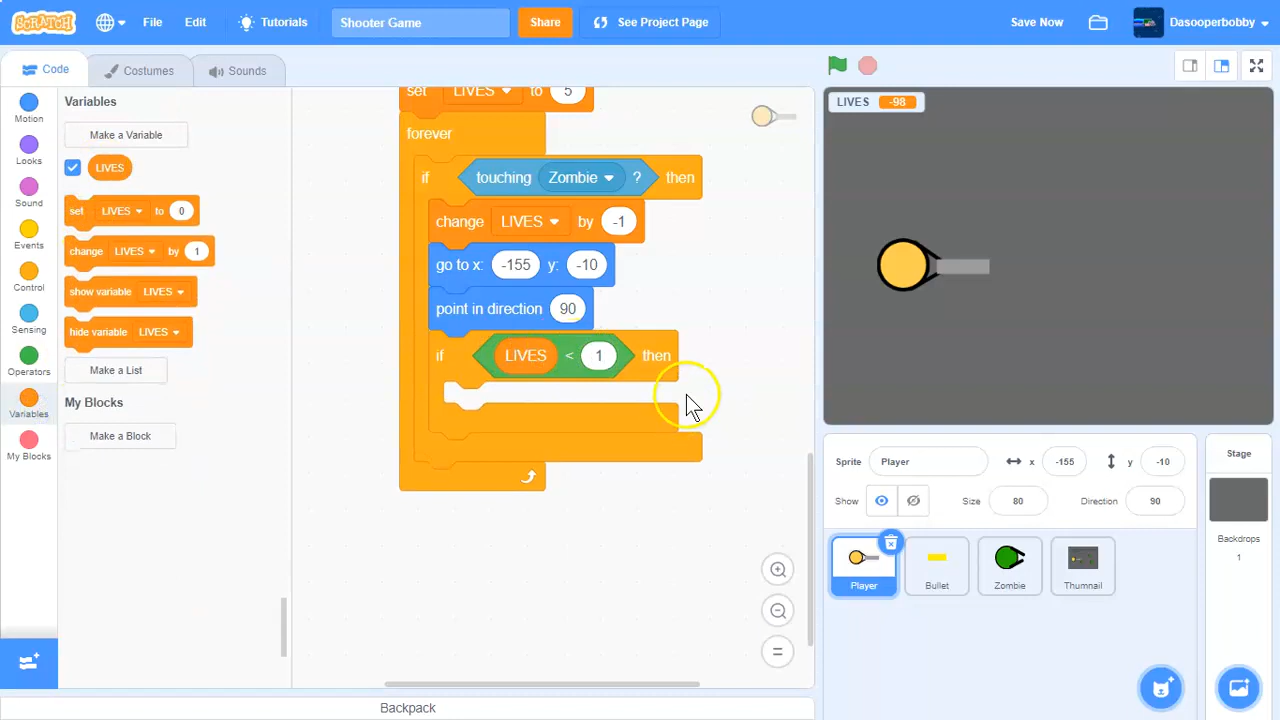 SCRATCH
File
Edit
Tutorials
Shooter Game
Share
See Project Page
Save Now
Dasooperbobby
Code
Costumes
Sounds
Motion
Looks
Sound
Events
Control
Sensing
Operators
Variables
My Blocks
Variables
Make a Variable
LIVES
set LIVES to 0
change LIVES by 1
show variable LIVES
hide variable LIVES
Make a List
My Blocks
Make a Block
set LIVES to 5
forever
if touching Zombie ? then
change LIVES by -1
go to x: -155 y: -10
point in direction 90
if LIVES < 1 then
Backpack
LIVES -98
Sprite Player x -155 y -10
Show Size 80 Direction 90
Player
Bullet
Zombie
Thumnail
Stage
Backdrops
1